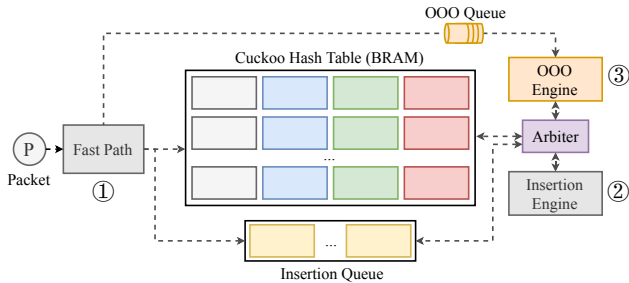 OOO Queue
Cuckoo Hash Table (BRAM)
OOO
Engine
③
P
Fast Path
Packet
①
...
Arbiter
Insertion
Engine
②
...
Insertion Queue